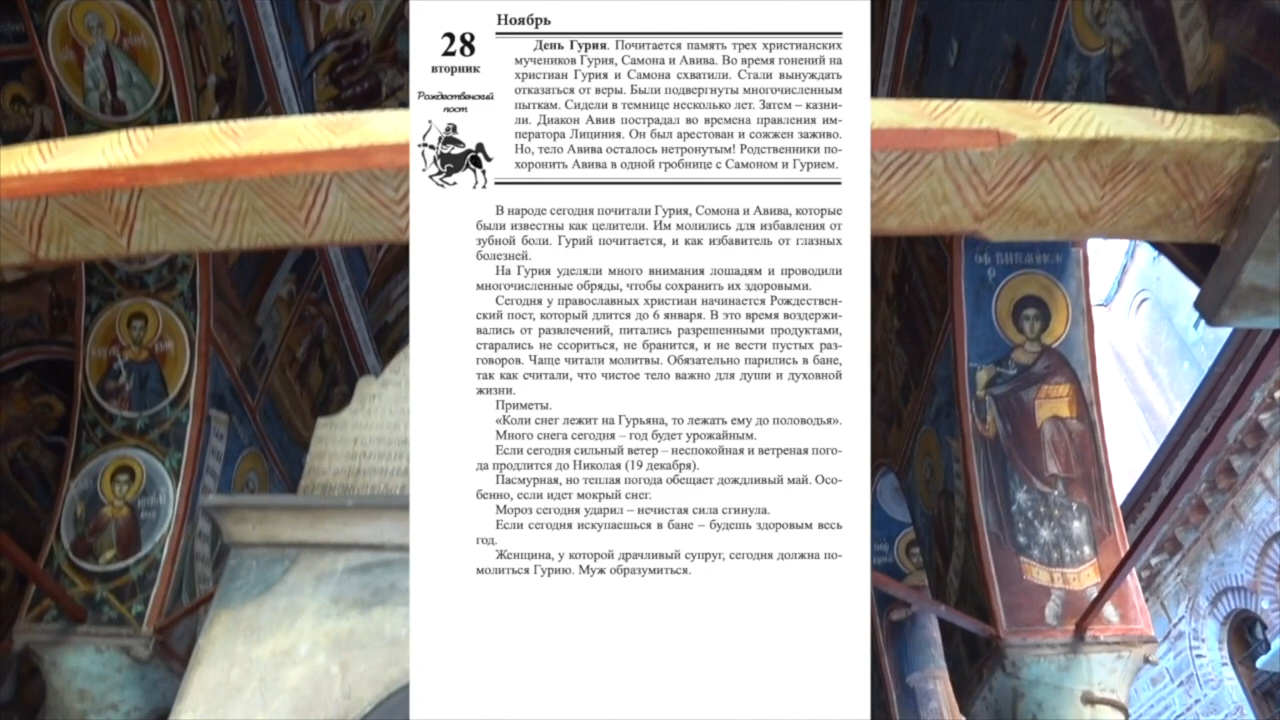 Ноябрь
28
вторник
Рождественский
пост
День Гурия. Почитается память трех христианских
мучеников Гурия, Самона и Авива. Во время гонений на
христиан Гурия и Самона схватили. Стали вынуждать
отказаться от веры. Были подвергнуты многочисленным
пыткам. Сидели в темнице несколько лет. Затем – казни-
ли. Диакон Авив пострадал во времена правления им-
ператора Лициния. Он был арестован и сожжен заживо.
Но, тело Авива осталось нетронутым! Родственники по-
хоронить Авива в одной гробнице с Самоном и Гурием.
В народе сегодня почитали Гурия, Сомона и Авива, которые
были известны как целители. Им молились для избавления от
зубной боли. Гурий почитается, и как избавитель от глазных
болезней.
На Гурия уделяли много внимания лошадям и проводили
многочисленные обряды, чтобы сохранить их здоровыми.
Сегодня у православных христиан начинается Рождествен-
ский пост, который длится до 6 января. В это время воздержи-
вались от развлечений, питались разрешенными продуктами,
старались не ссориться, не бранится, и не вести пустых раз-
говоров. Чаще читали молитвы. Обязательно парились в бане,
так как считали, что чистое тело важно для души и духовной
жизни.
Приметы.
«Коли снег лежит на Гурьяна, то лежать ему до половодья».
Много снега сегодня – год будет урожайным.
Если сегодня сильный ветер – неспокойная и ветреная пого-
да продлится до Николая (19 декабря).
Пасмурная, но теплая погода обещает дождливый май. Осо-
бенно, если идет мокрый снег.
Мороз сегодня ударил – нечистая сила сгинула.
Если сегодня искупаешься в бане – будешь здоровым весь
год.
Женщина, у которой драчливый супруг, сегодня должна по-
молиться Гурию. Муж образумиться.